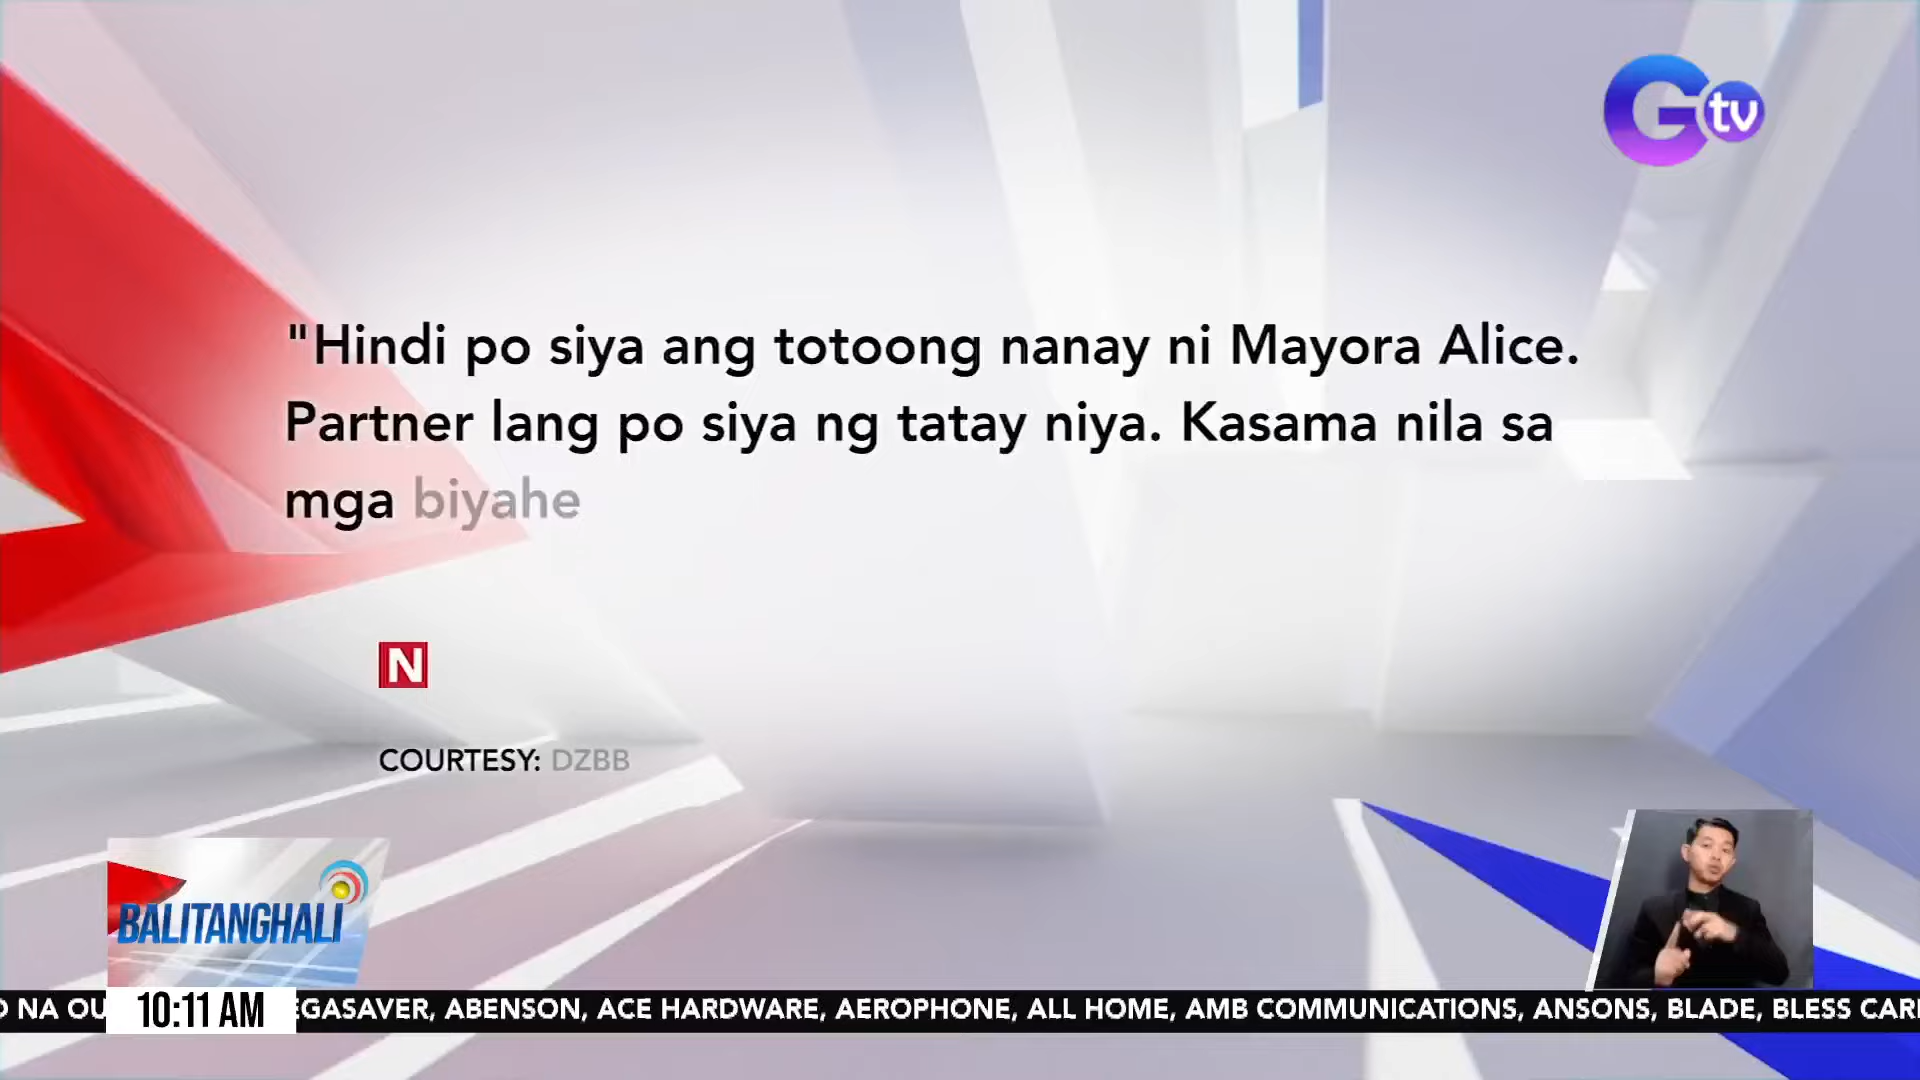 Gtv
"Hindi po siya ang totoong nanay ni Mayora Alice.
Partner lang po siya ng tatay niya. Kasama nila sa
mga biyahe
N
COURTESY: DZBB
BALITANGHALI
10:11 AM
O NA OU EGASAVER, ABENSON, ACE HARDWARE, AEROPHONE, ALL HOME, AMB COMMUNICATIONS, ANSONS, BLADE, BLESS CAR